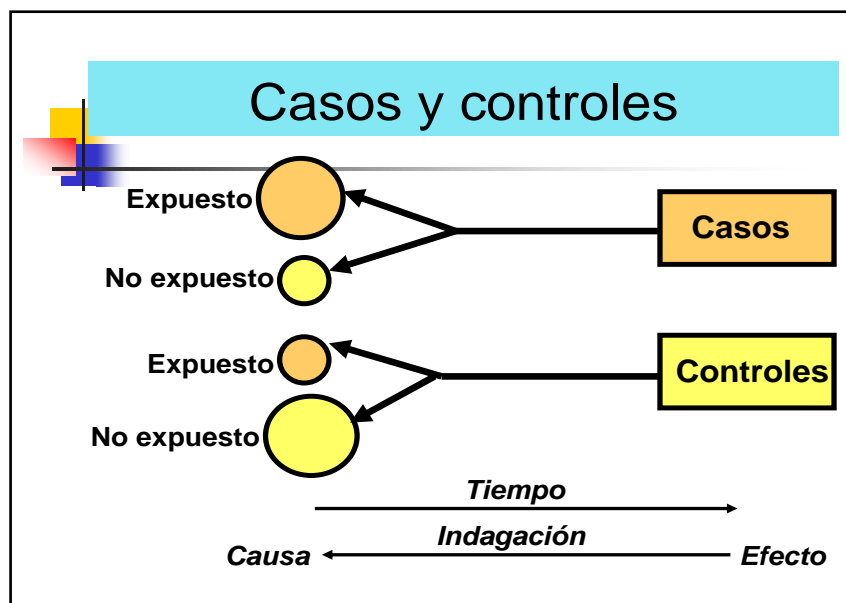 Casos y controles
Expuesto
Casos
No expuesto
Expuesto
Controles
No expuesto
Tiempo
Indagación
Causa
Efecto